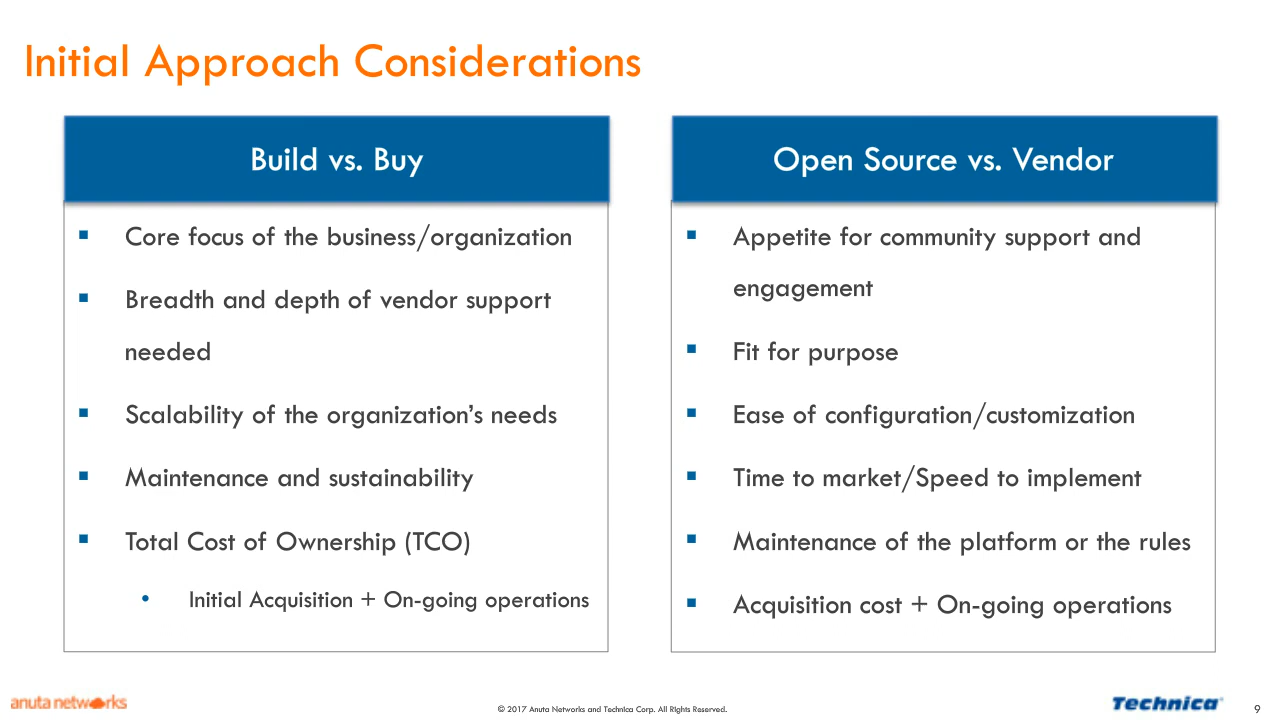 Initial Approach Considerations
Build vs. Buy
▪ Core focus of the business/organization
▪ Breadth and depth of vendor support
needed
▪ Scalability of the organization’s needs
▪ Maintenance and sustainability
▪ Total Cost of Ownership (TCO)
• Initial Acquisition + On-going operations
Open Source vs. Vendor
▪ Appetite for community support and
engagement
▪ Fit for purpose
▪ Ease of configuration/customization
▪ Time to market/Speed to implement
▪ Maintenance of the platform or the rules
▪ Acquisition cost + On-going operations
anuta networks
© 2017 Anuta Networks and Technica Corp. All Rights Reserved.
Technica
9